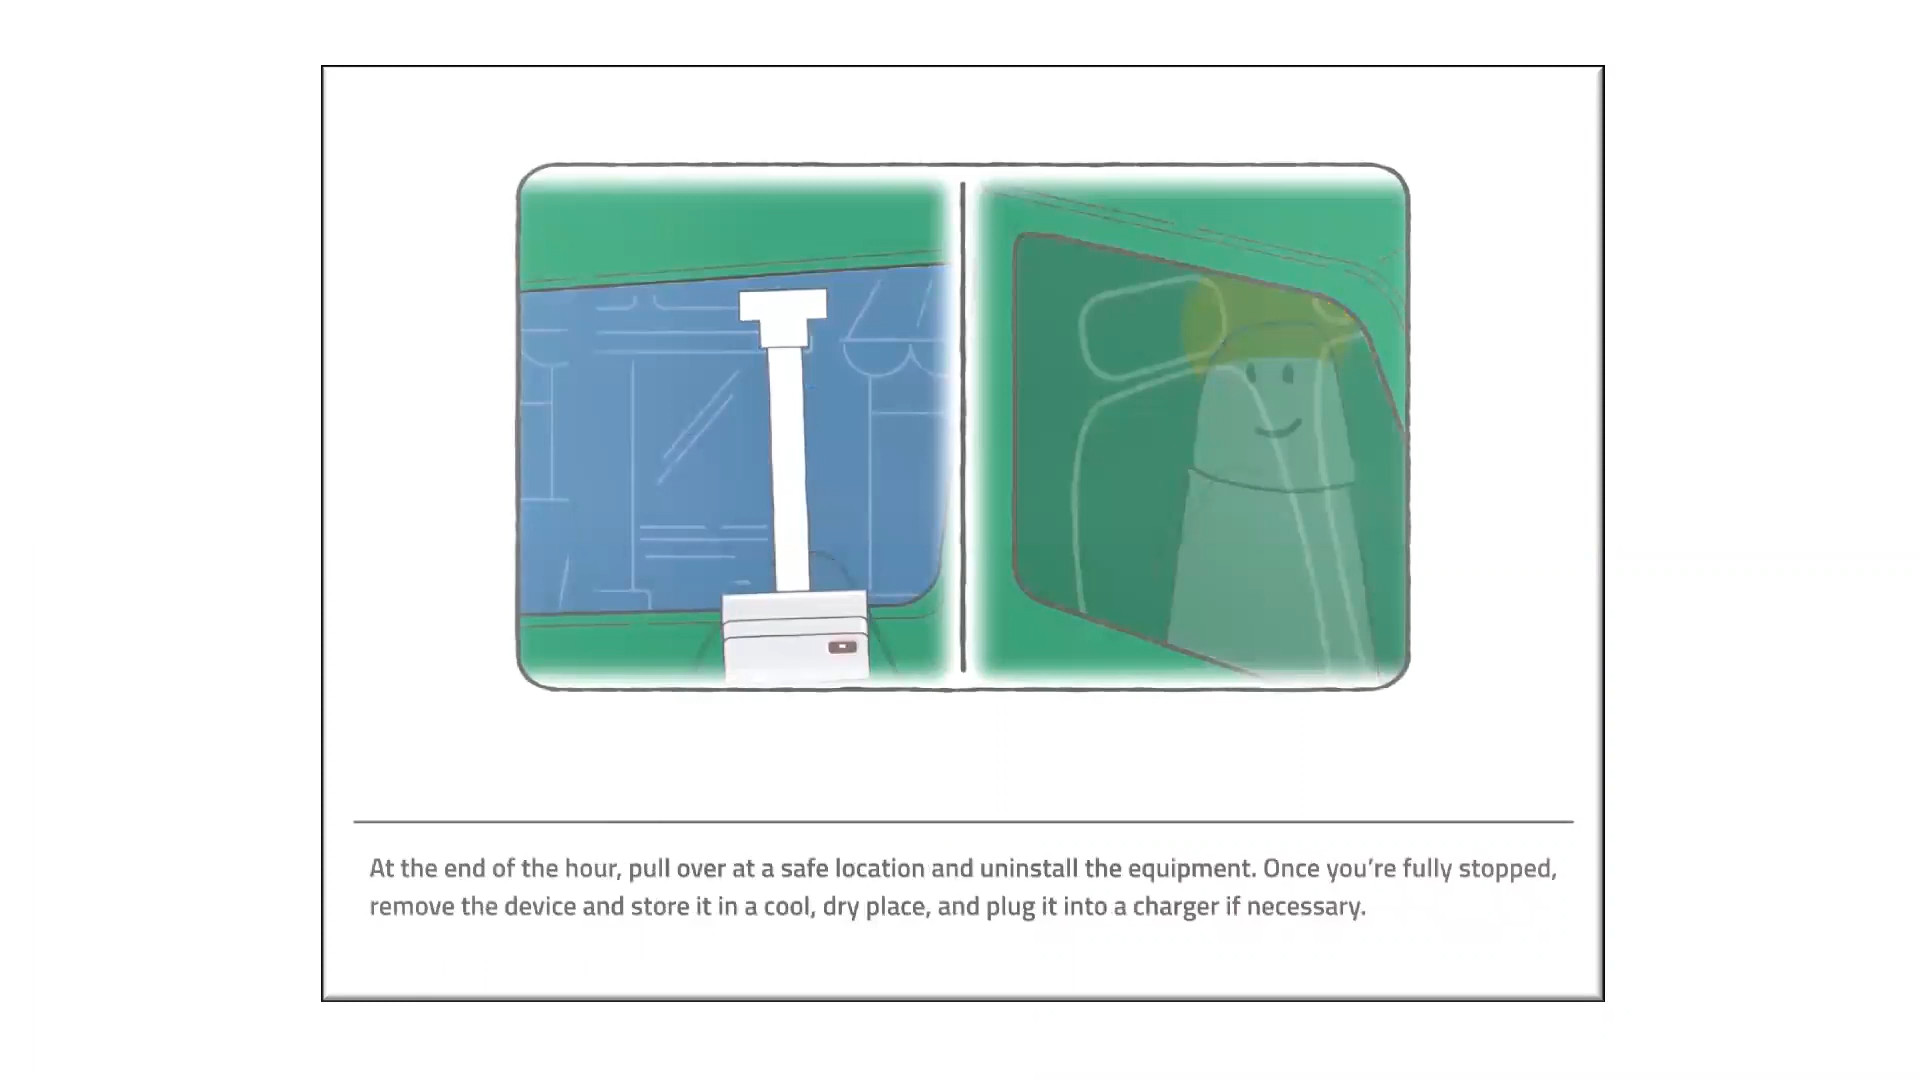 At the end of the hour, pull over at a safe location and uninstall the equipment. Once you’re fully stopped,
remove the device and store it in a cool, dry place, and plug it into a charger if necessary.